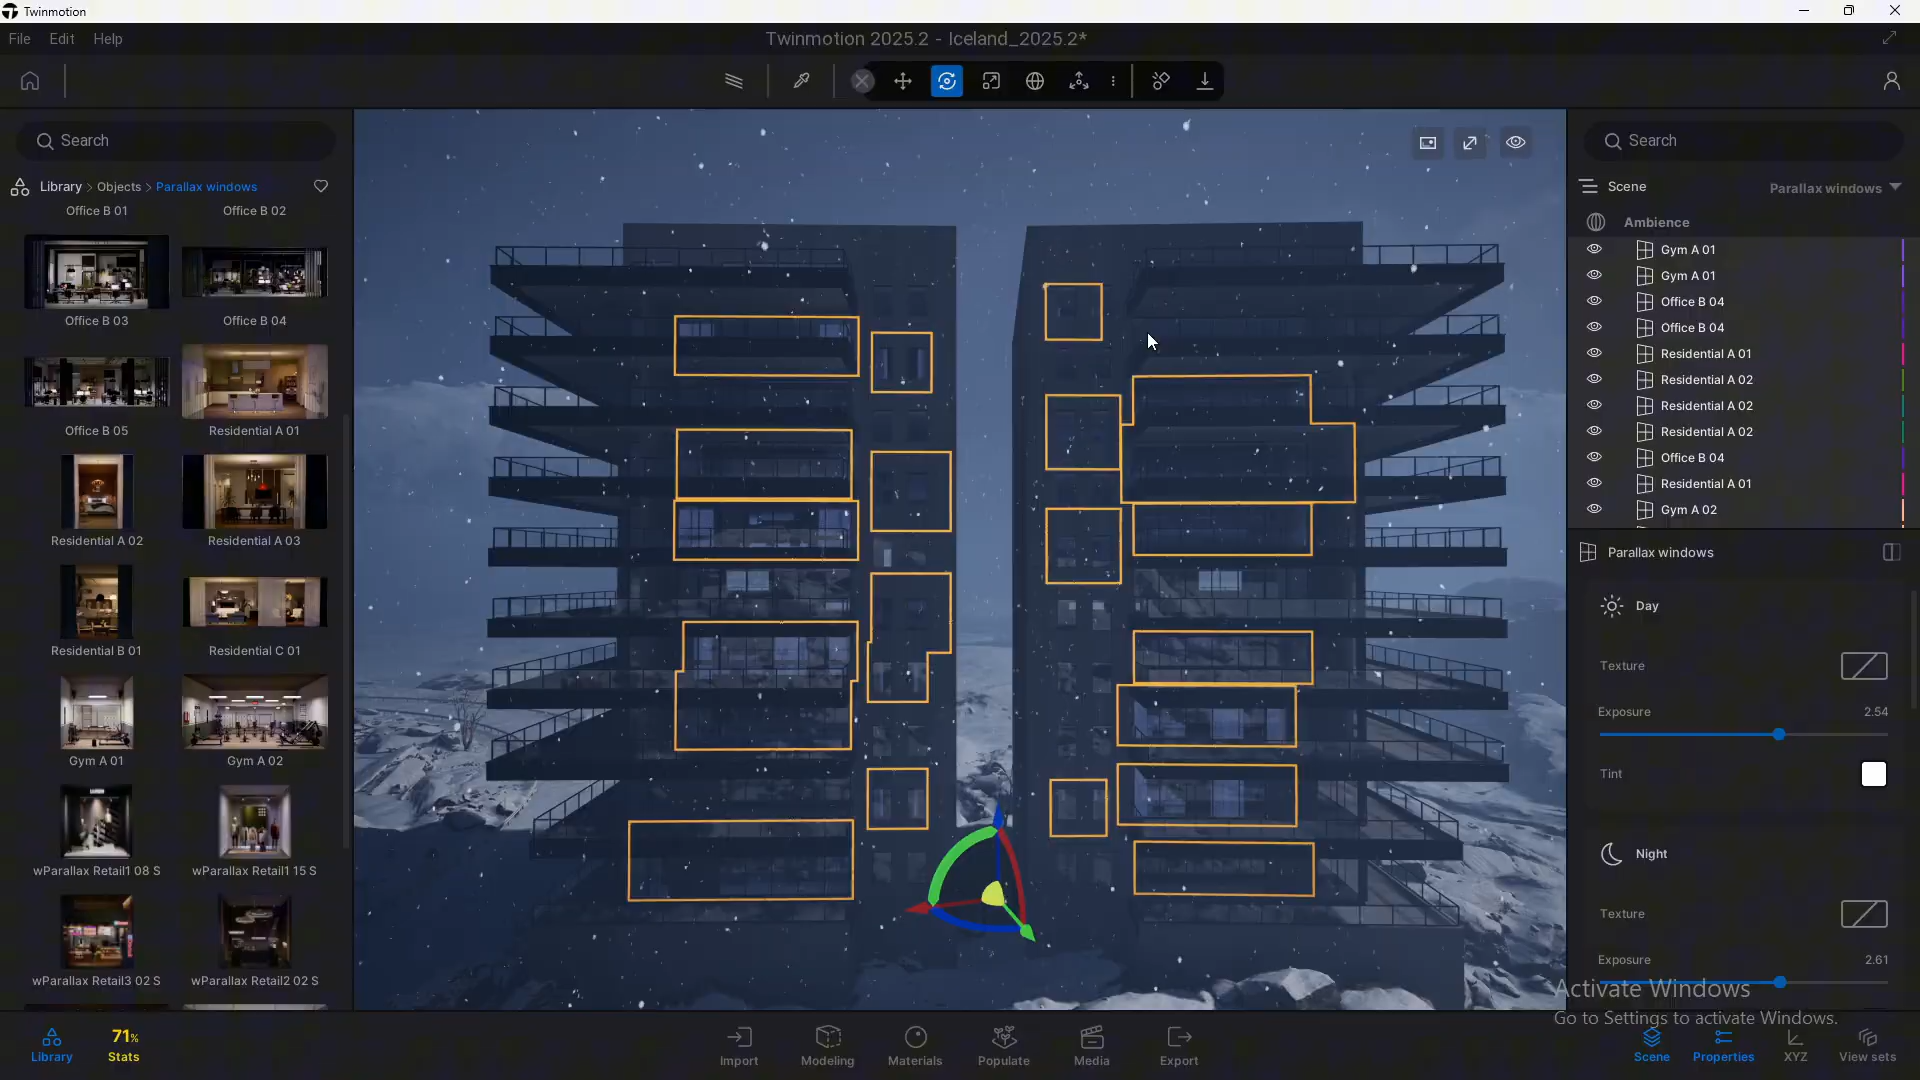 Twinmotion
File Edit Help
Twinmotion 2025.2 - Iceland_2025.2*
Search
Library > Objects > Parallax windows
Office B 01
Office B 02
Office B 03
Office B 04
Office B 05
Residential A 01
Residential A 02
Residential A 03
Residential B 01
Residential C 01
Gym A 01
Gym A 02
wParallax Retail1 08 S
wParallax Retail1 15 S
wParallax Retail3 02 S
wParallax Retail2 02 S
Search
Scene
Parallax windows
Ambience
Gym A 01
Gym A 01
Office B 04
Office B 04
Residential A 01
Residential A 02
Residential A 02
Residential A 02
Office B 04
Residential A 01
Gym A 02
Parallax windows
Day
Texture
Exposure 2.54
Tint
Night
Texture
Exposure 2.61
Activate Windows
Go to Settings to activate Windows.
Library
71%
Stats
Import
Modeling
Materials
Populate
Media
Export
Scene
Properties
XYZ
View sets